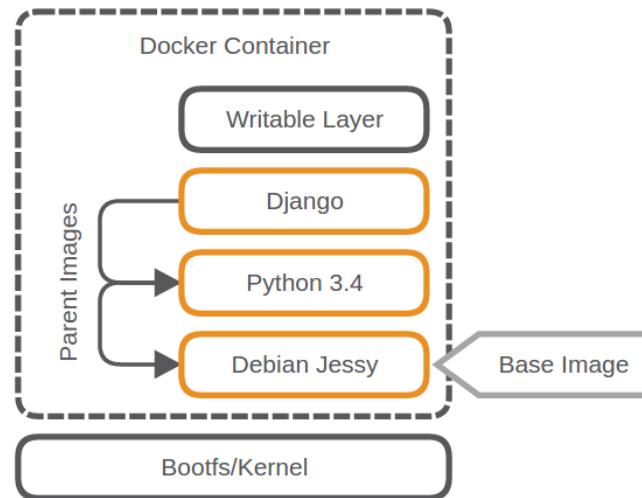 Docker Container
Writable Layer
Django
Parent Images
Python 3.4
Debian Jessy
Base Image
Bootfs/Kernel